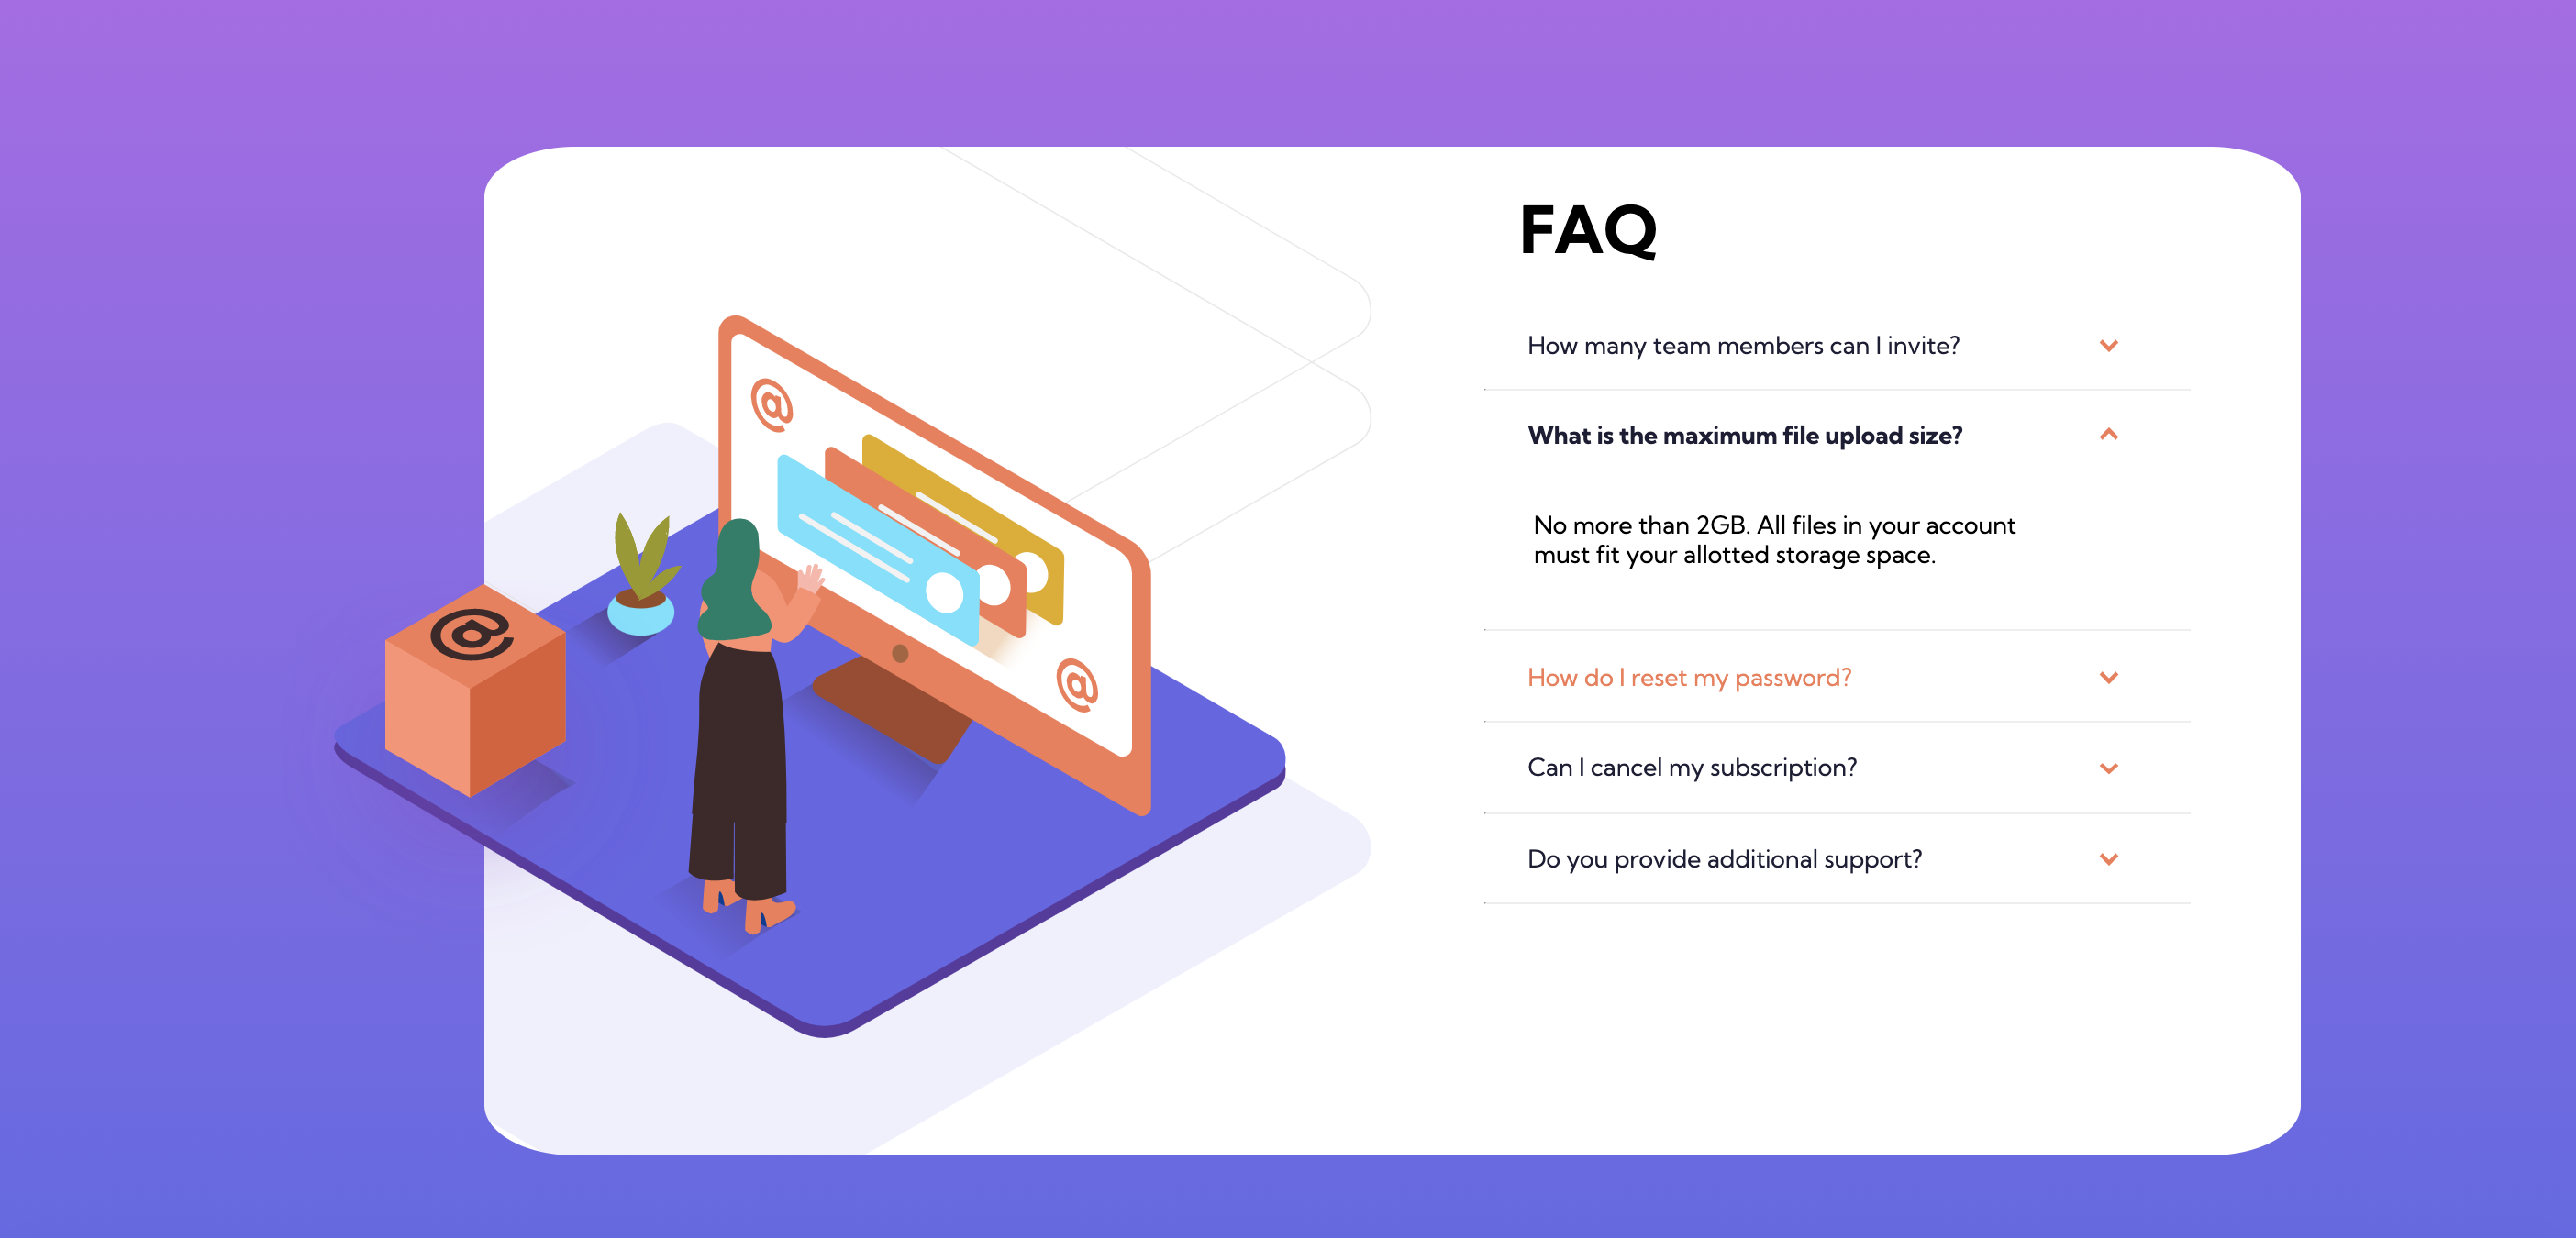 FAQ
How many team members can I invite?
What is the maximum file upload size?
No more than 2GB. All files in your account
must fit your allotted storage space.
How do I reset my password?
Can I cancel my subscription?
Do you provide additional support?
@
@
@